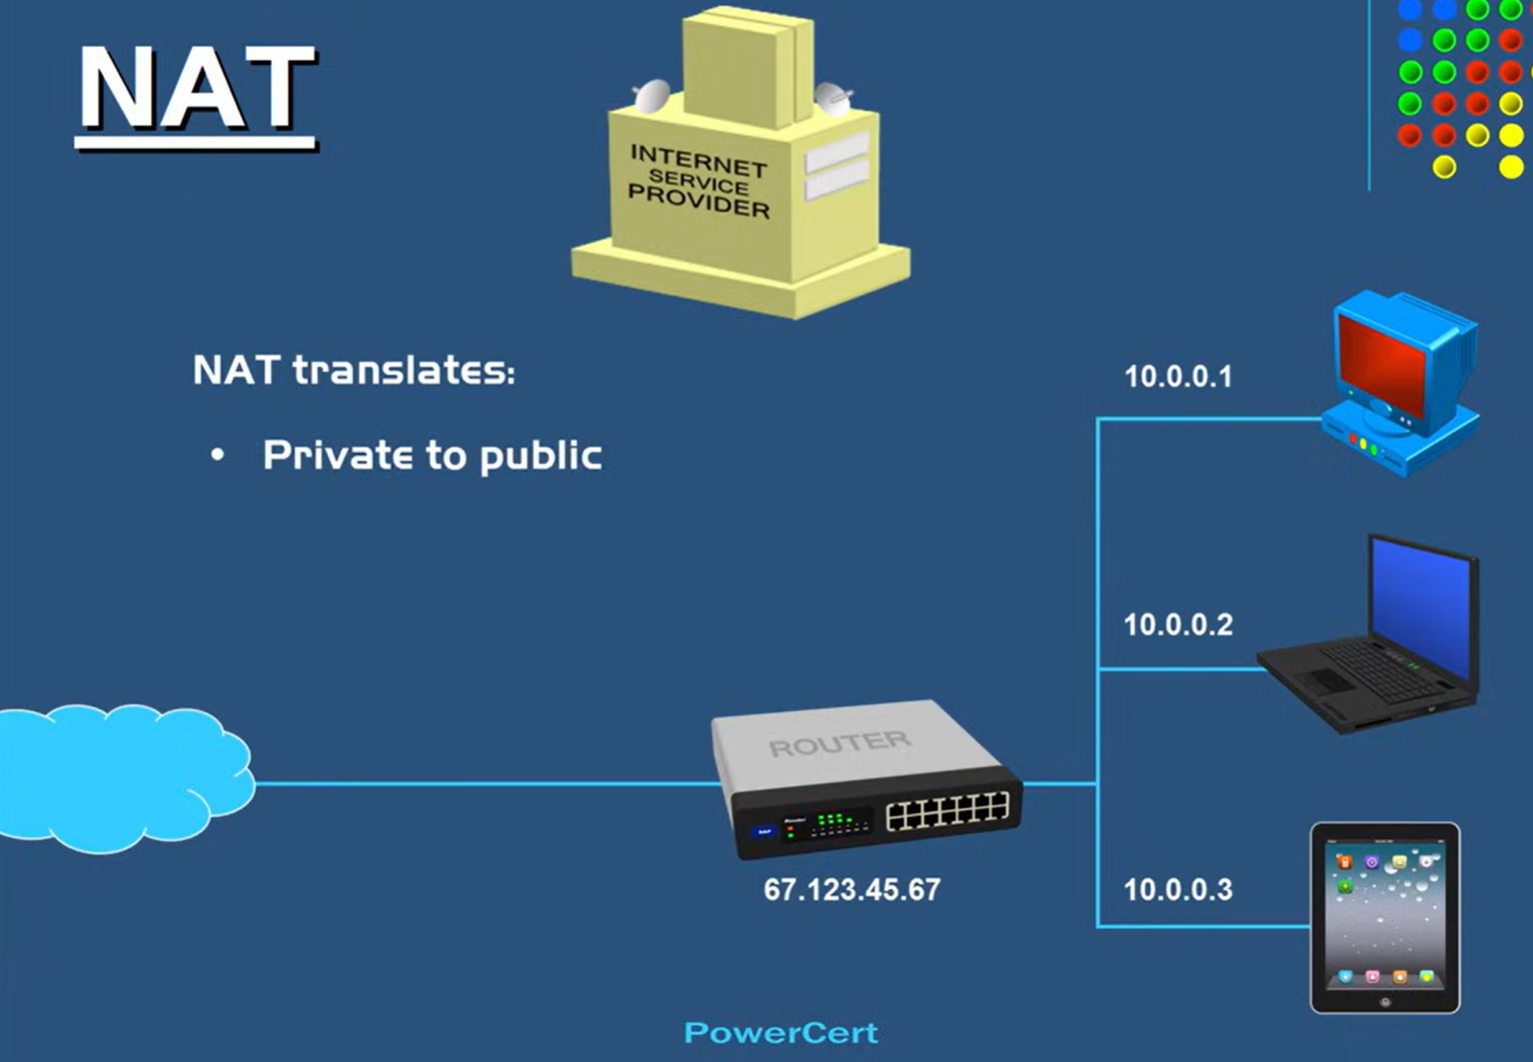 NAT
INTERNET
SERVICE
PROVIDER
NAT translates:
• Private to public
10.0.0.1
10.0.0.2
ROUTER
67.123.45.67
10.0.0.3
PowerCert